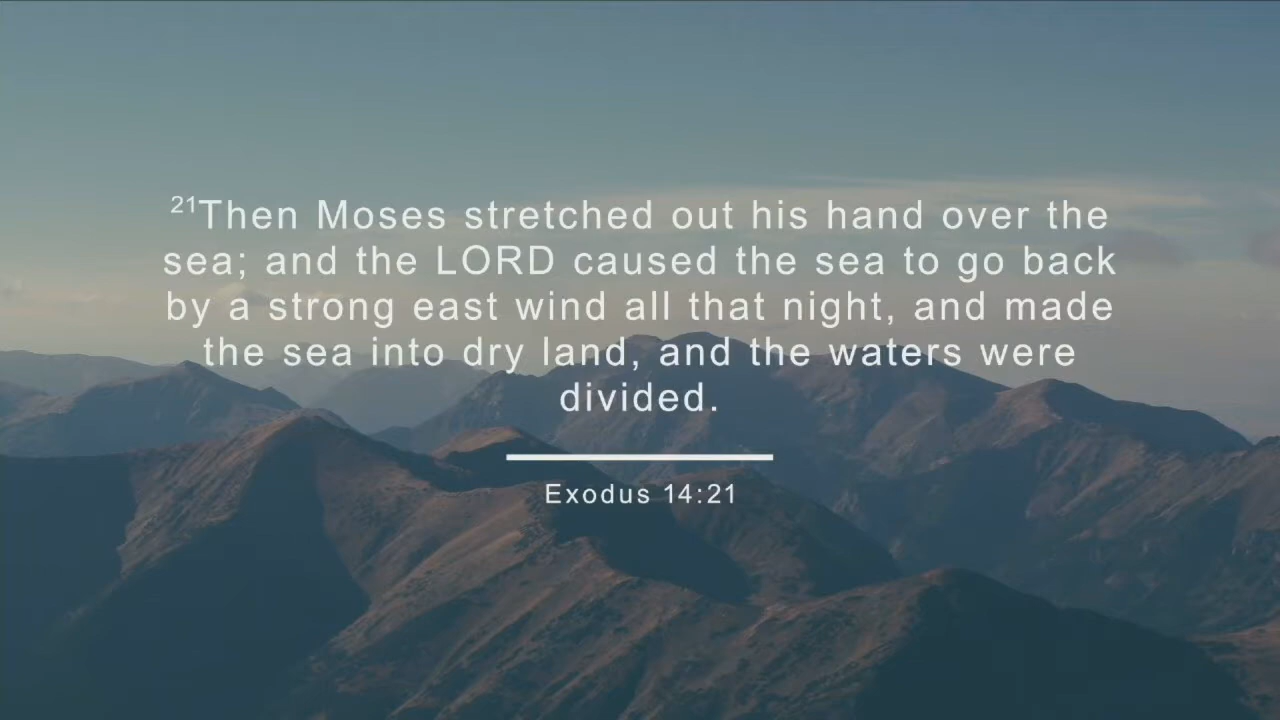 21Then Moses stretched out his hand over the
sea; and the LORD caused the sea to go back
by a strong east wind all that night, and made
the sea into dry land, and the waters were
divided.
Exodus 14:21